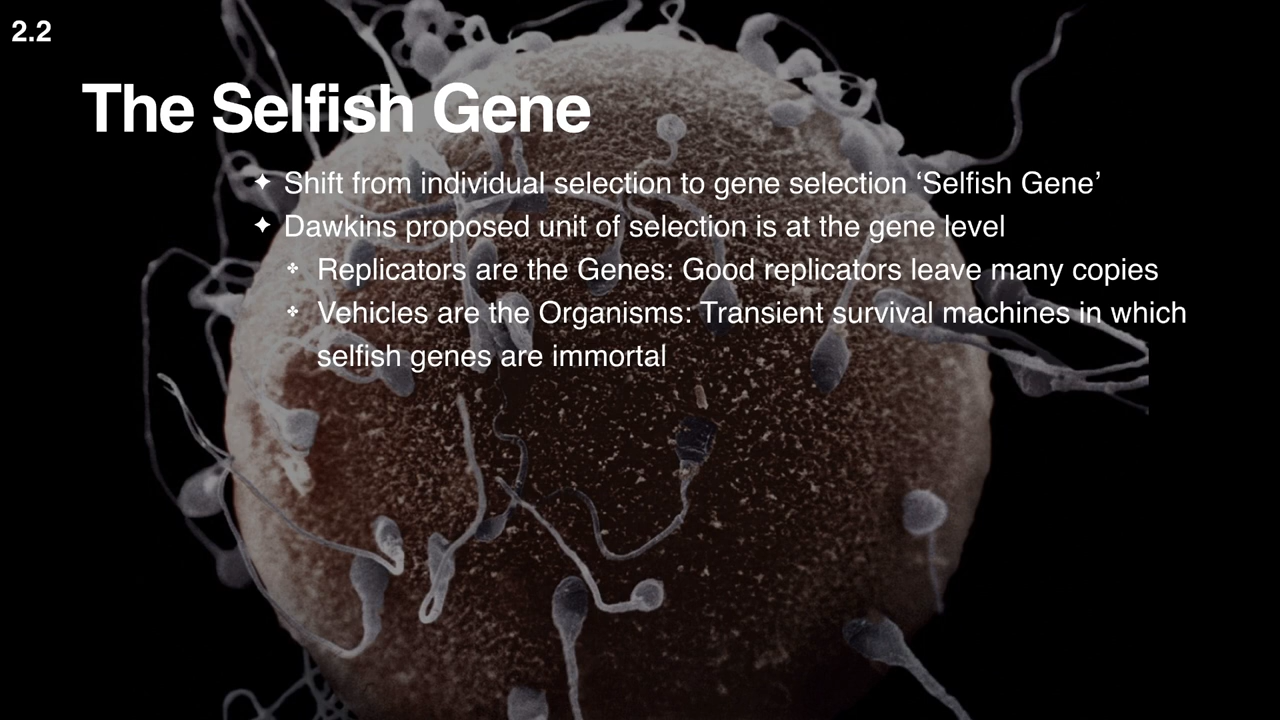 2.2
The Selfish Gene
✦ Shift from individual selection to gene selection ‘Selfish Gene’
✦ Dawkins proposed unit of selection is at the gene level
✤ Replicators are the Genes: Good replicators leave many copies
✤ Vehicles are the Organisms: Transient survival machines in which
selfish genes are immortal